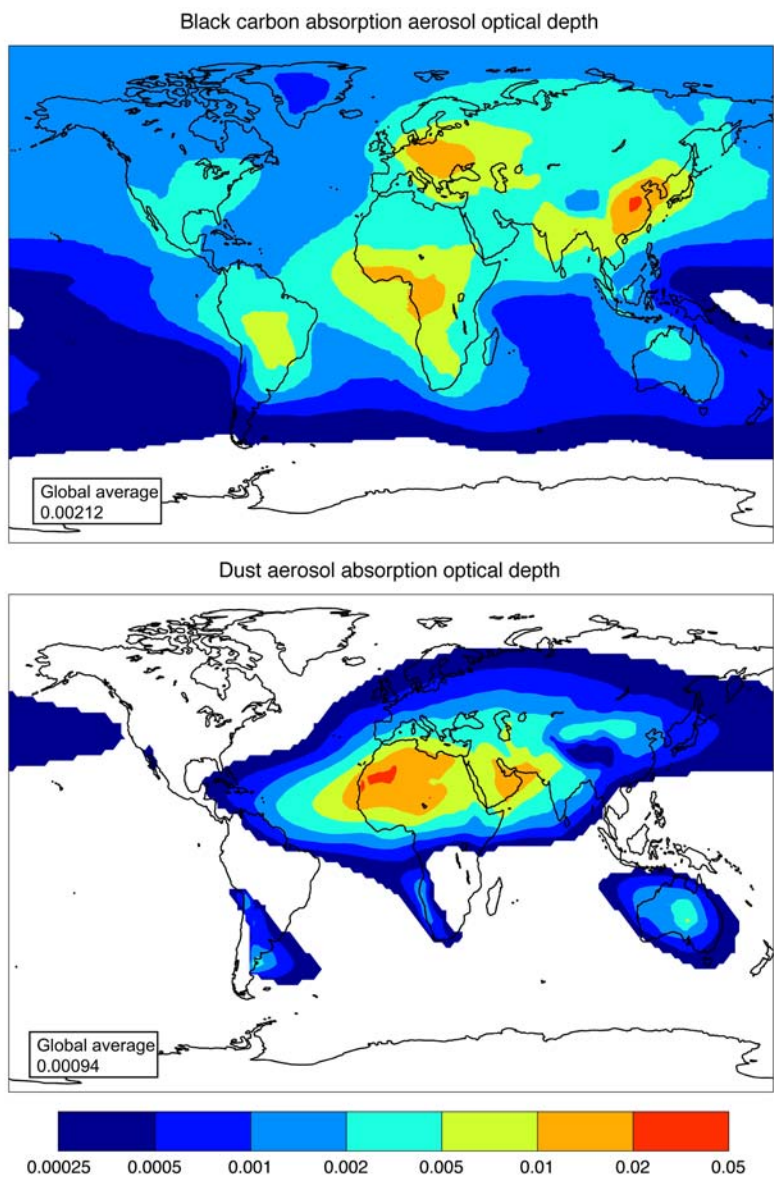 Black carbon absorption aerosol optical depth
Global average
0.00212
Dust aerosol absorption optical depth
Global average
0.00094
0.00025 0.0005 0.001 0.002 0.005 0.01 0.02 0.05